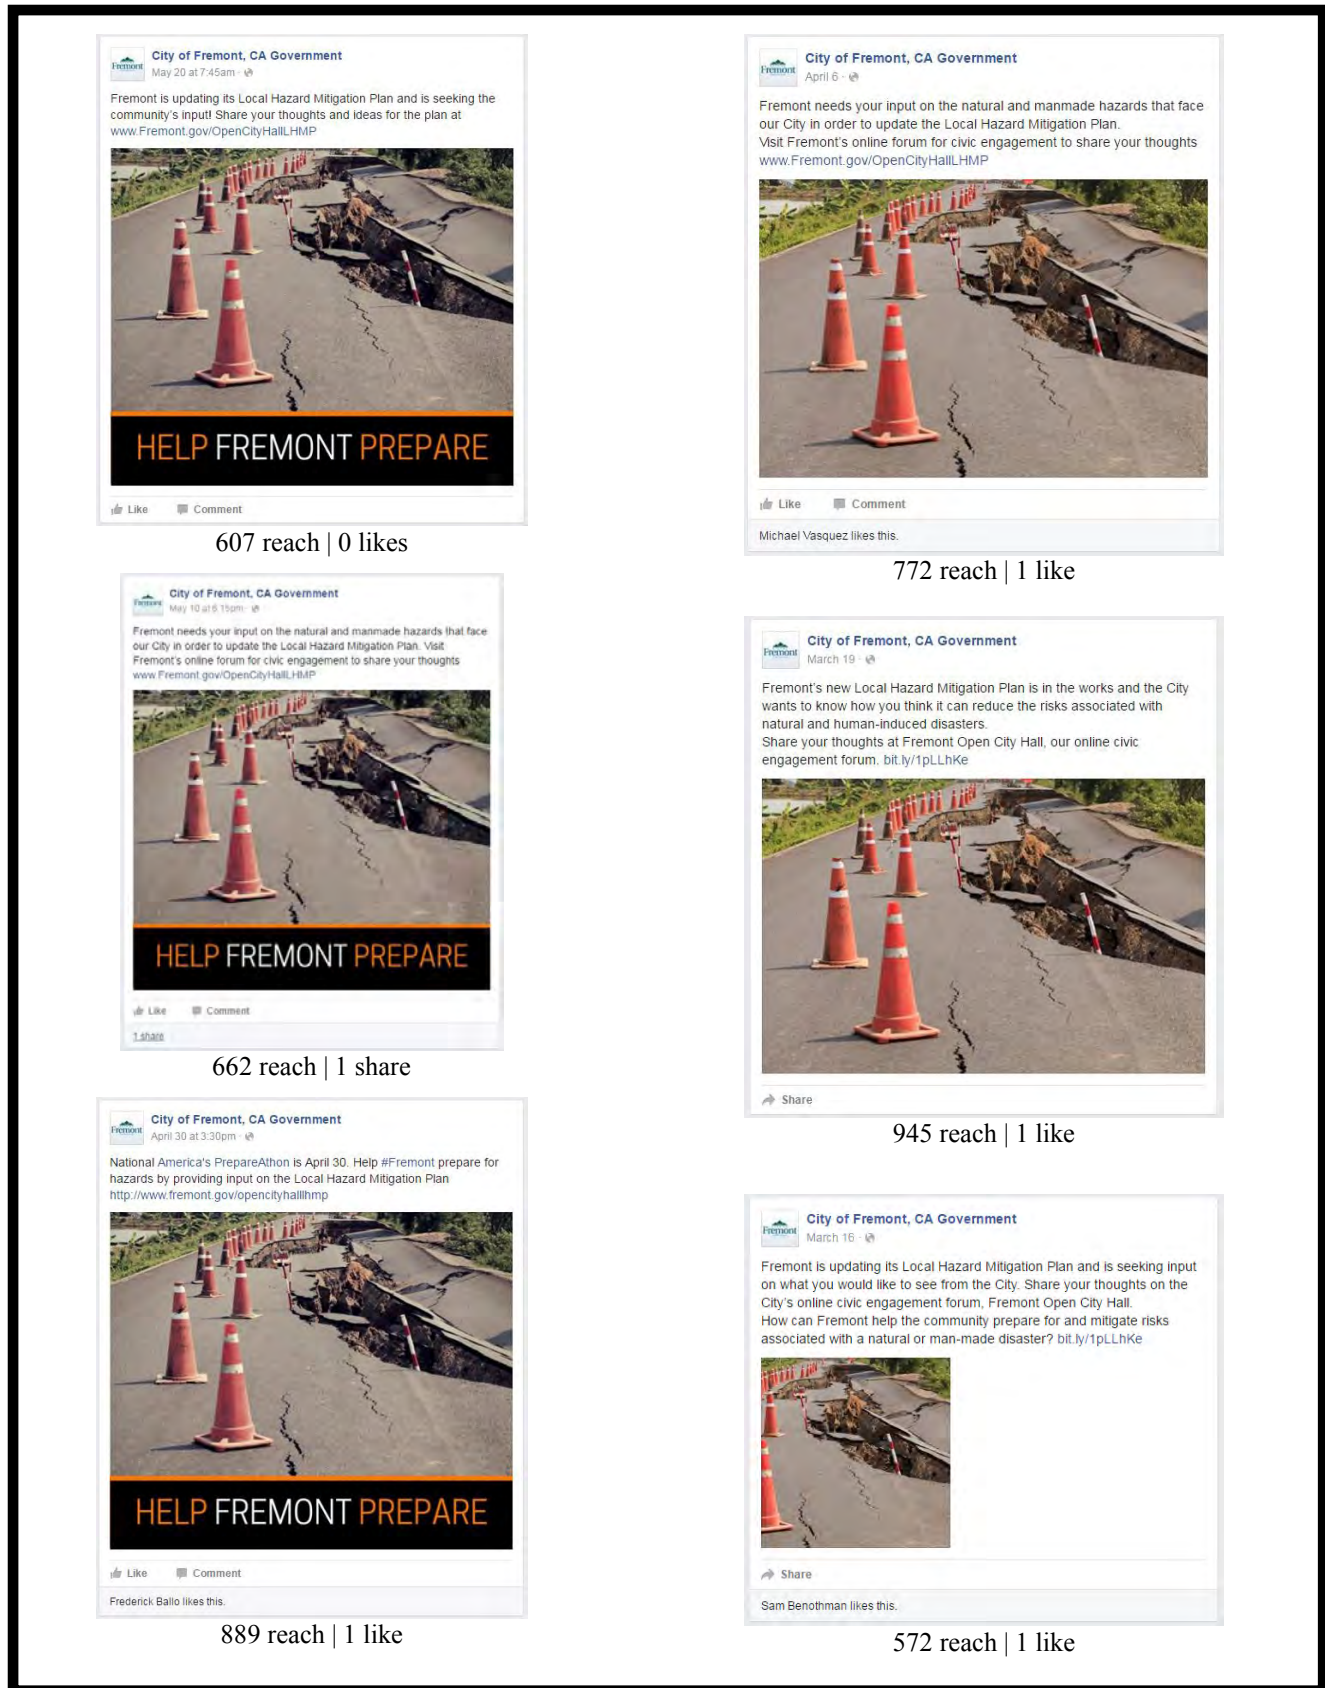 Fremont
City of Fremont, CA Government
May 20 at 7:45am ·
Fremont is updating its Local Hazard Mitigation Plan and is seeking the
community's input! Share your thoughts and ideas for the plan at
www.Fremont.gov/OpenCityHallLHMP
HELP FREMONT PREPARE
Like Comment
607 reach | 0 likes
Fremont
City of Fremont, CA Government
May 10 at 6:15pm ·
Fremont needs your input on the natural and manmade hazards that face
our City in order to update the Local Hazard Mitigation Plan. Visit
Fremont's online forum for civic engagement to share your thoughts
www.Fremont.gov/OpenCityHallLHMP
HELP FREMONT PREPARE
Like Comment
1 share
662 reach | 1 share
Fremont
City of Fremont, CA Government
April 30 at 3:30pm ·
National America's PrepareAthon is April 30. Help #Fremont prepare for
hazards by providing input on the Local Hazard Mitigation Plan
http://www.fremont.gov/opencityhalllhmp
HELP FREMONT PREPARE
Like Comment
Frederick Ballo likes this.
889 reach | 1 like
Fremont
City of Fremont, CA Government
April 6 ·
Fremont needs your input on the natural and manmade hazards that face
our City in order to update the Local Hazard Mitigation Plan.
Visit Fremont's online forum for civic engagement to share your thoughts
www.Fremont.gov/OpenCityHallLHMP
Like Comment
Michael Vasquez likes this.
772 reach | 1 like
Fremont
City of Fremont, CA Government
March 19 ·
Fremont's new Local Hazard Mitigation Plan is in the works and the City
wants to know how you think it can reduce the risks associated with
natural and human-induced disasters.
Share your thoughts at Fremont Open City Hall, our online civic
engagement forum. bit.ly/1pLLhKe
Share
945 reach | 1 like
Fremont
City of Fremont, CA Government
March 16 ·
Fremont is updating its Local Hazard Mitigation Plan and is seeking input
on what you would like to see from the City. Share your thoughts on the
City's online civic engagement forum, Fremont Open City Hall.
How can Fremont help the community prepare for and mitigate risks
associated with a natural or man-made disaster? bit.ly/1pLLhKe
Share
Sam Benothman likes this.
572 reach | 1 like